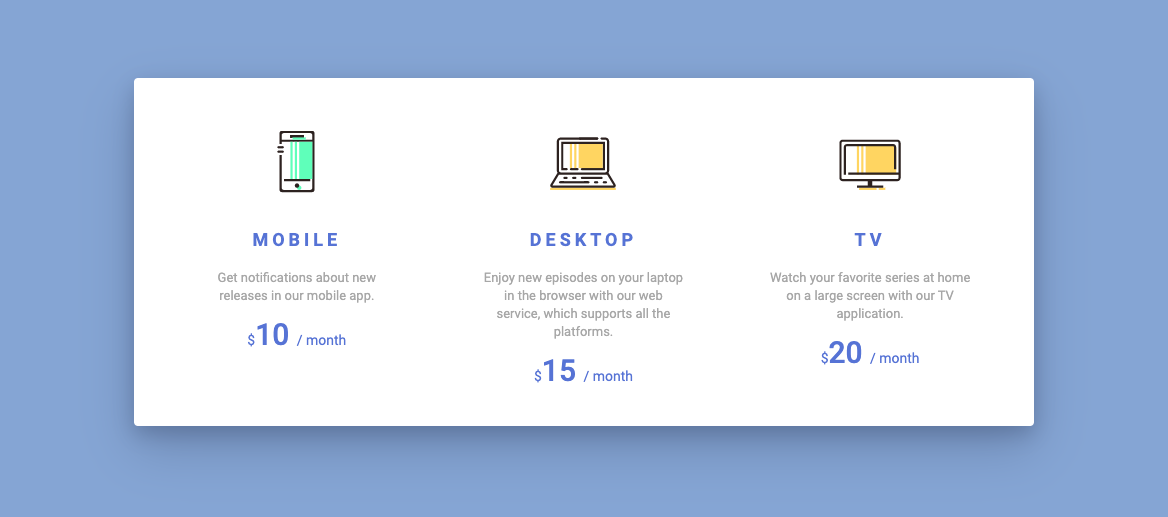 MOBILE
Get notifications about new
releases in our mobile app.
$10 / month
DESKTOP
Enjoy new episodes on your laptop
in the browser with our web
service, which supports all the
platforms.
$15 / month
TV
Watch your favorite series at home
on a large screen with our TV
application.
$20 / month